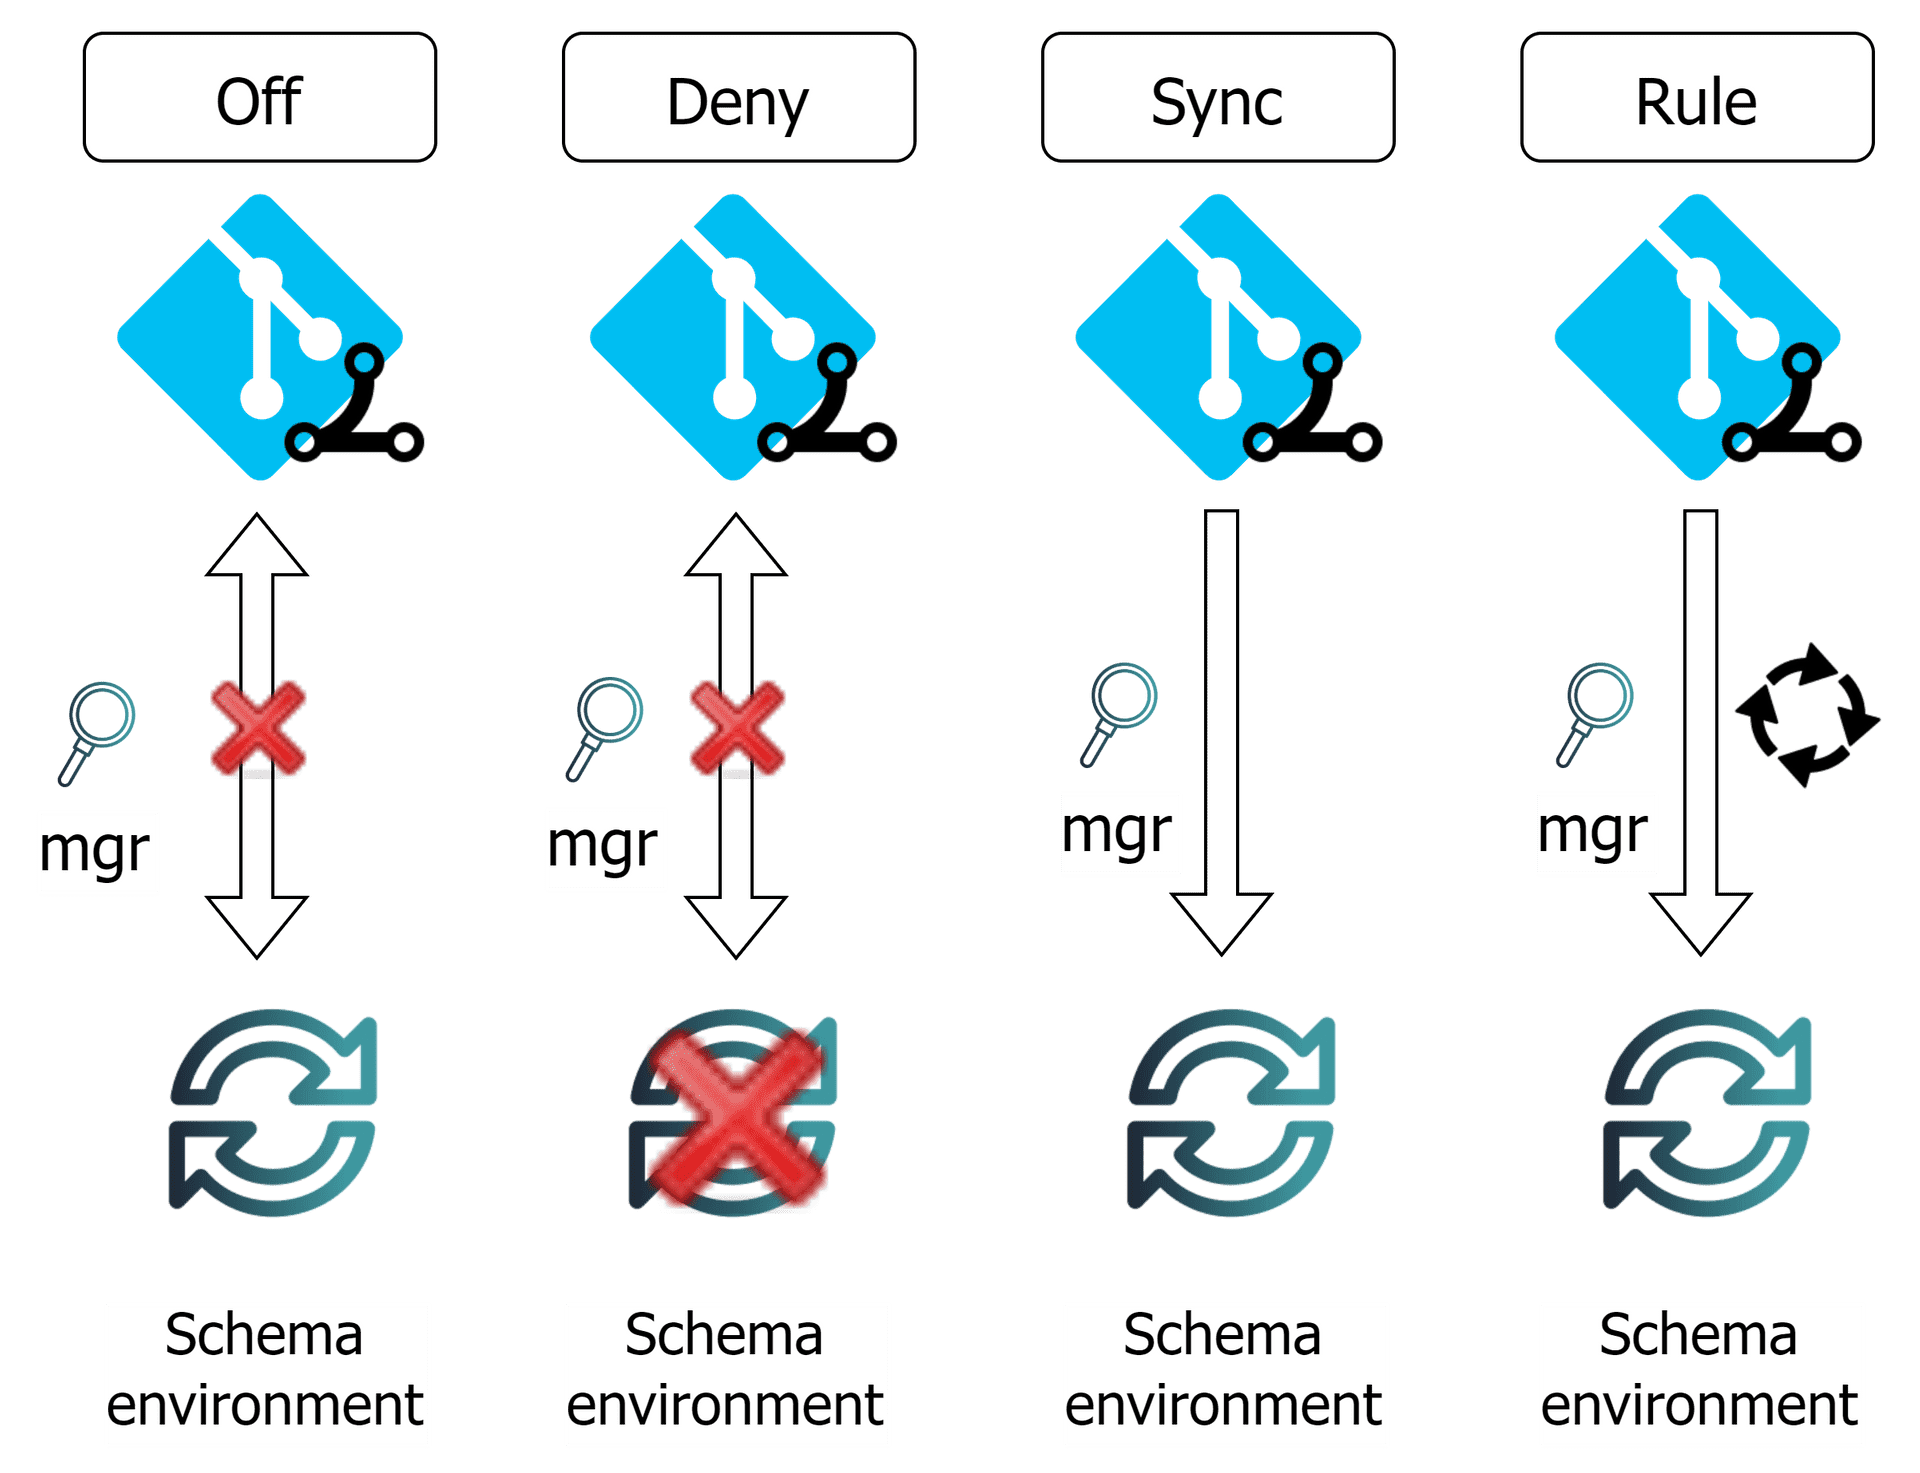 Off
Deny
Sync
Rule
mgr
mgr
mgr
mgr
Schema
environment
Schema
environment
Schema
environment
Schema
environment